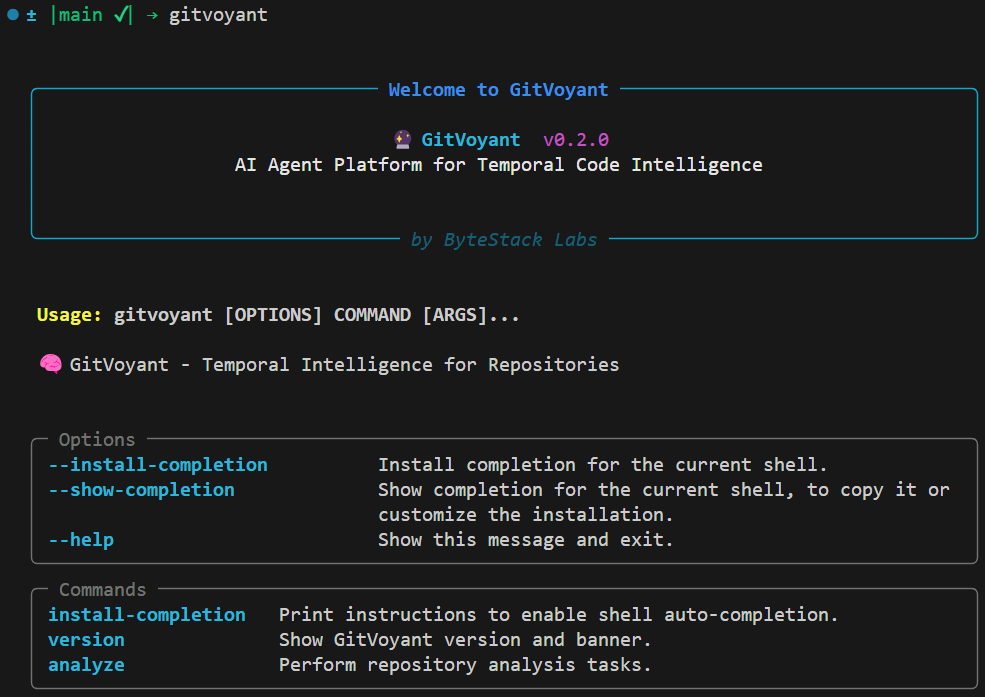 ± |main ✓| → gitvoyant
Welcome to GitVoyant
🔮 GitVoyant v0.2.0
AI Agent Platform for Temporal Code Intelligence
by ByteStack Labs
Usage: gitvoyant [OPTIONS] COMMAND [ARGS]...
🧠 GitVoyant - Temporal Intelligence for Repositories
Options
--install-completion Install completion for the current shell.
--show-completion Show completion for the current shell, to copy it or
customize the installation.
--help Show this message and exit.
Commands
install-completion Print instructions to enable shell auto-completion.
version Show GitVoyant version and banner.
analyze Perform repository analysis tasks.